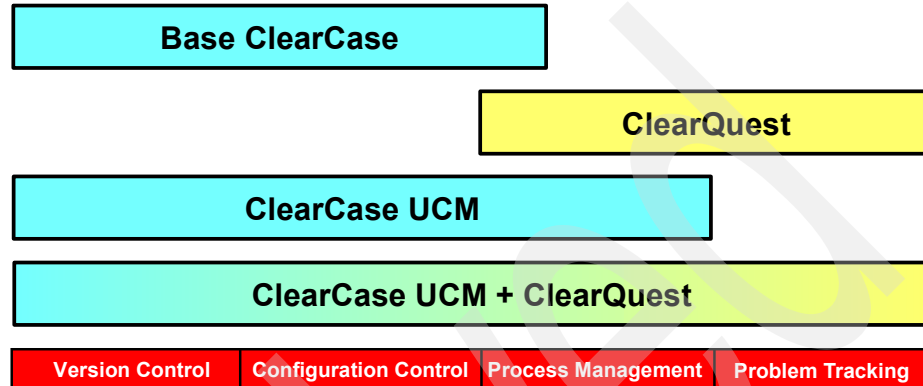 Base ClearCase
ClearQuest
ClearCase UCM
ClearCase UCM + ClearQuest
Version Control Configuration Control Process Management Problem Tracking